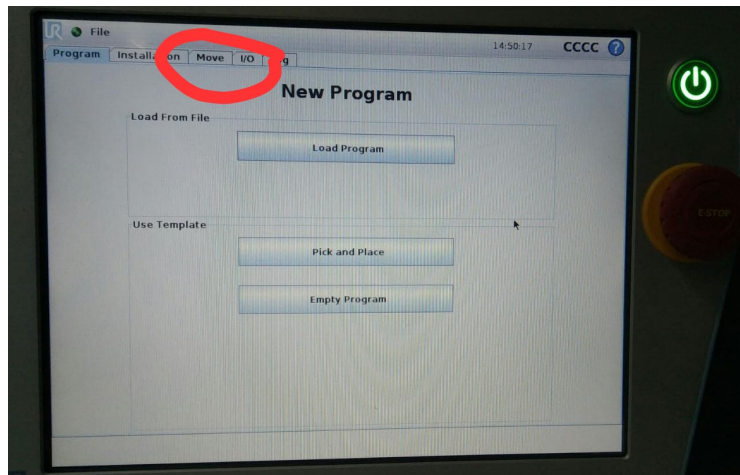 File 14:50:17 CCCC ?
Program Move I/O
New Program
Load From File
Load Program
Use Template
Pick and Place
Empty Program
E-STOP